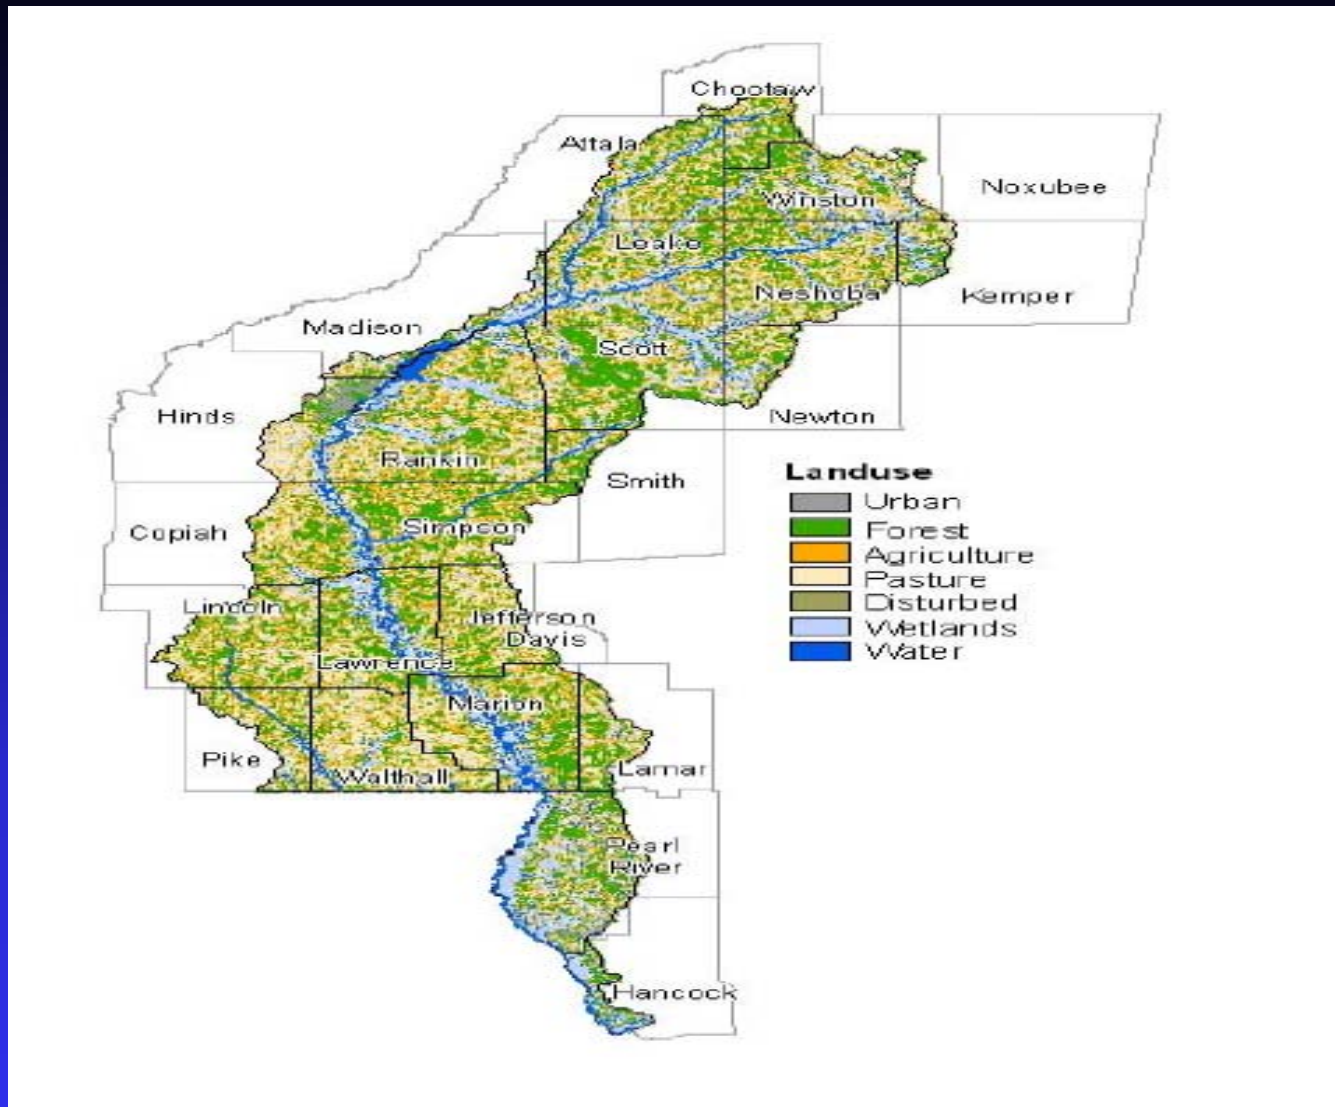 Choctaw
Attala
Noxubee
Winston
Leake
Neshoba
Kemper
Madison
Scott
Hinds
Newton
Rankin
Smith
Landuse
Urban
Forest
Agriculture
Pasture
Disturbed
Wetlands
Water
Copiah
Simpson
Lincoln
Jefferson
Davis
Lawrence
Marion
Pike
Walthall
Lamar
Pearl
River
Hancock